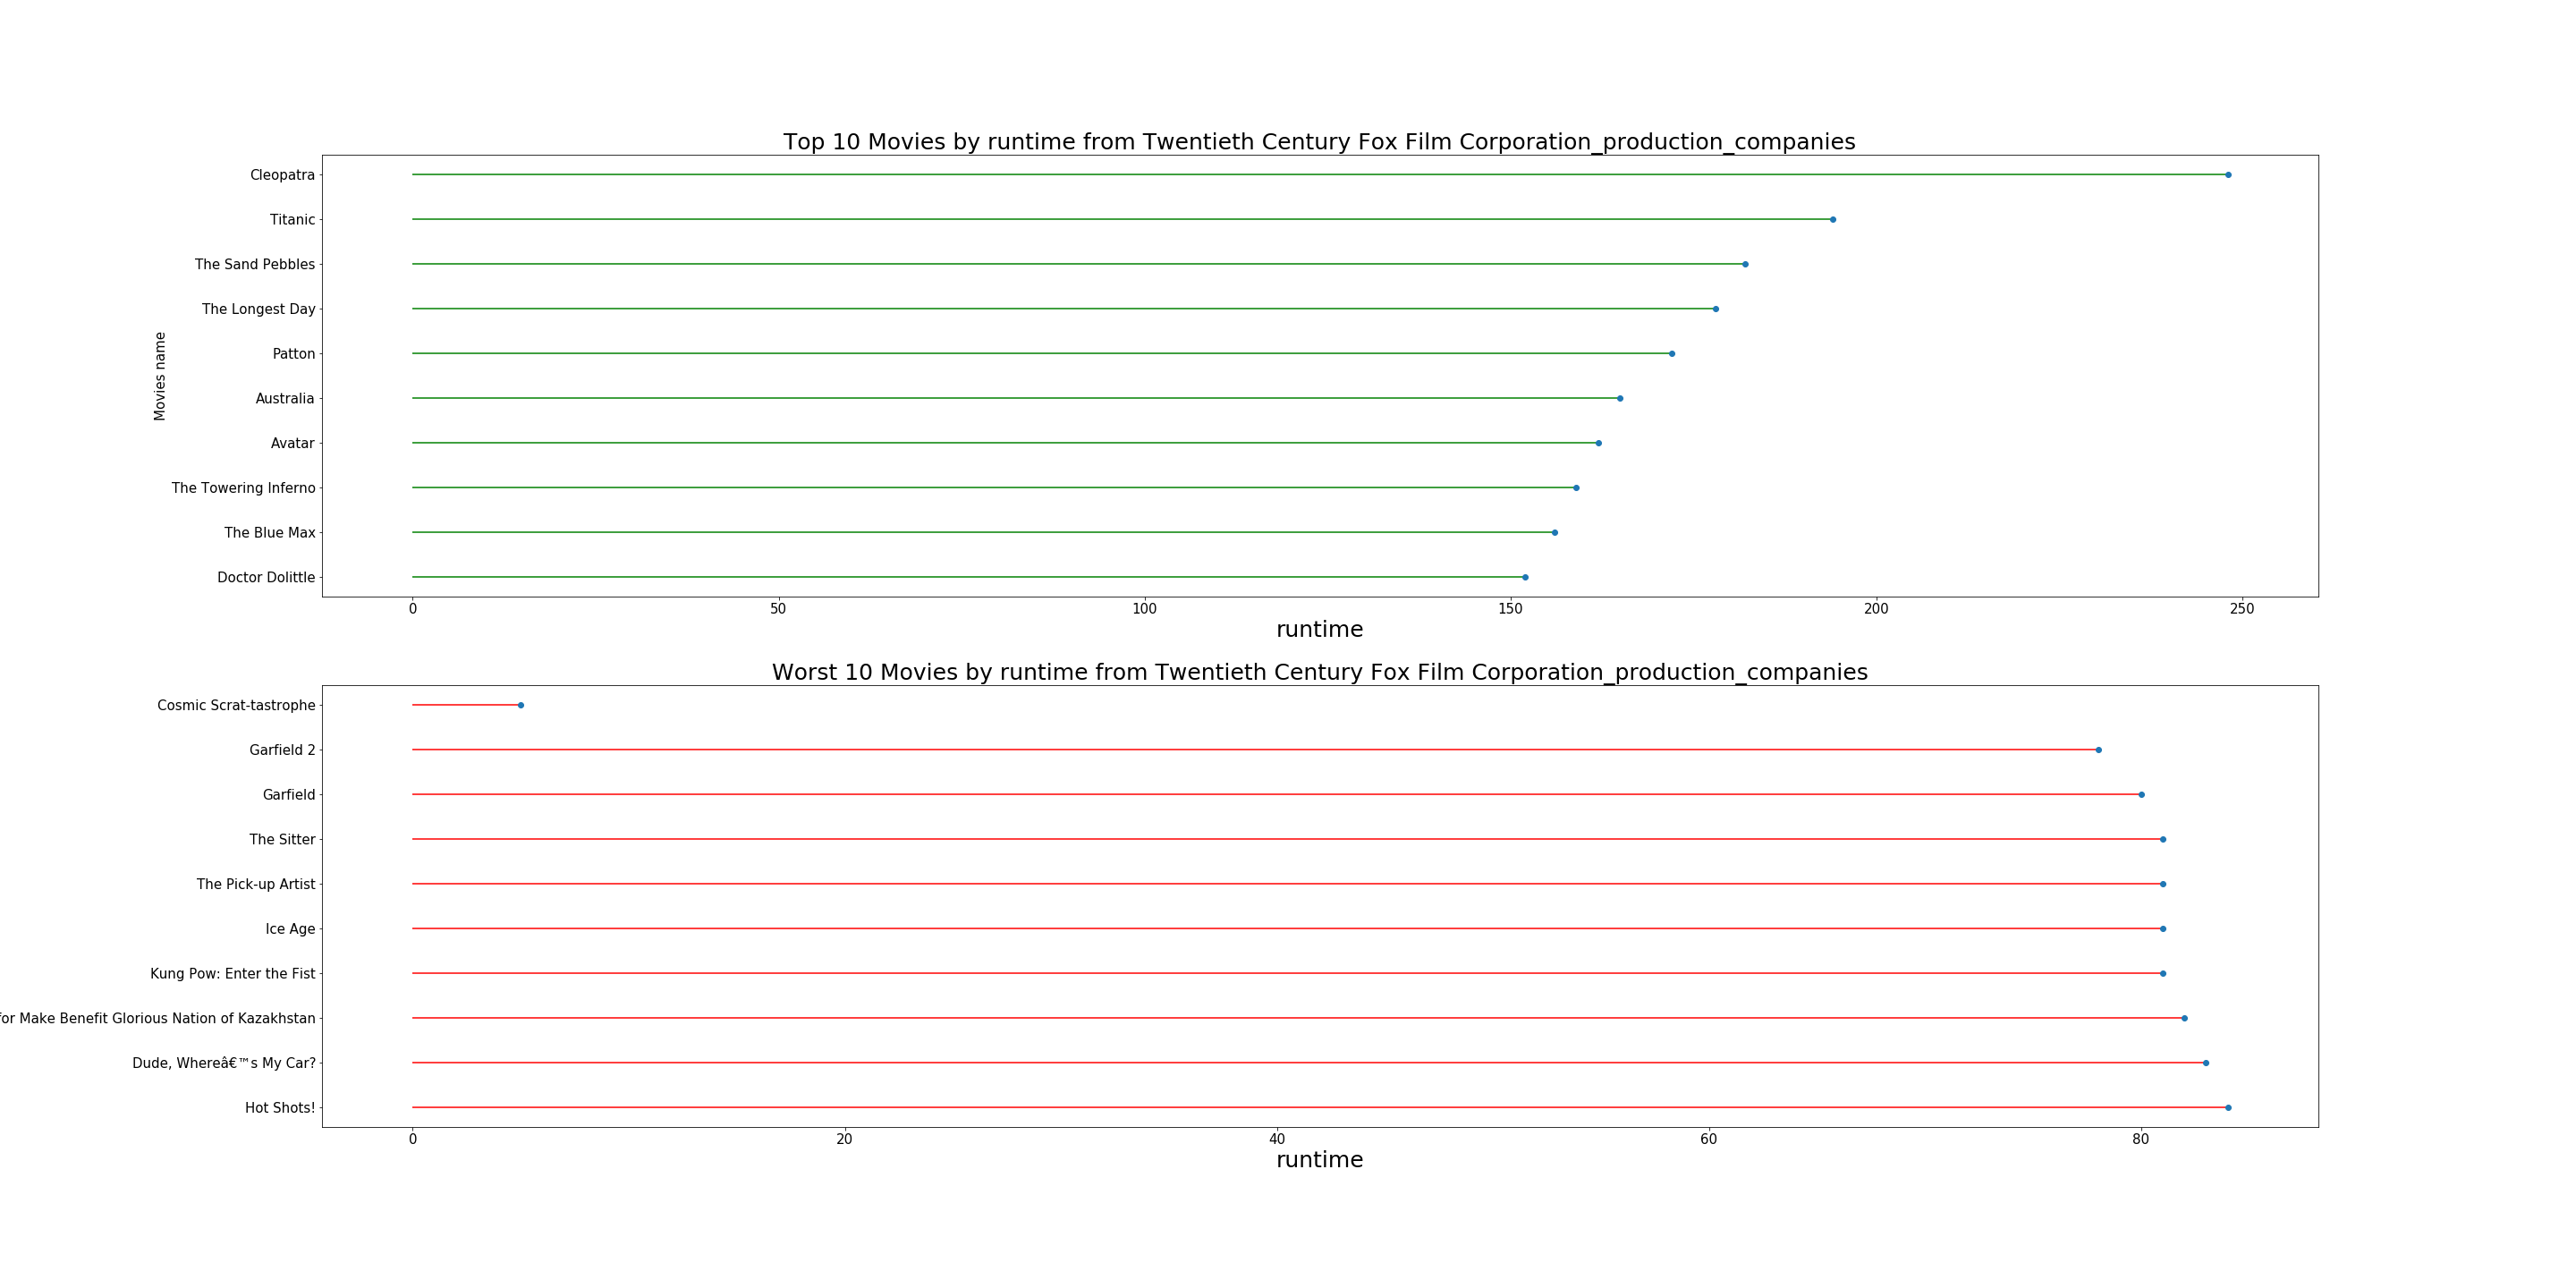 Top 10 Movies by runtime from Twentieth Century Fox Film Corporation_production_companies
Movies name
Cleopatra
Titanic
The Sand Pebbles
The Longest Day
Patton
Australia
Avatar
The Towering Inferno
The Blue Max
Doctor Dolittle
0 50 100 150 200 250
runtime
Worst 10 Movies by runtime from Twentieth Century Fox Film Corporation_production_companies
Cosmic Scrat-tastrophe
Garfield 2
Garfield
The Sitter
The Pick-up Artist
Ice Age
Kung Pow: Enter the Fist
for Make Benefit Glorious Nation of Kazakhstan
Dude, Whereâ€™s My Car?
Hot Shots!
0 20 40 60 80
runtime